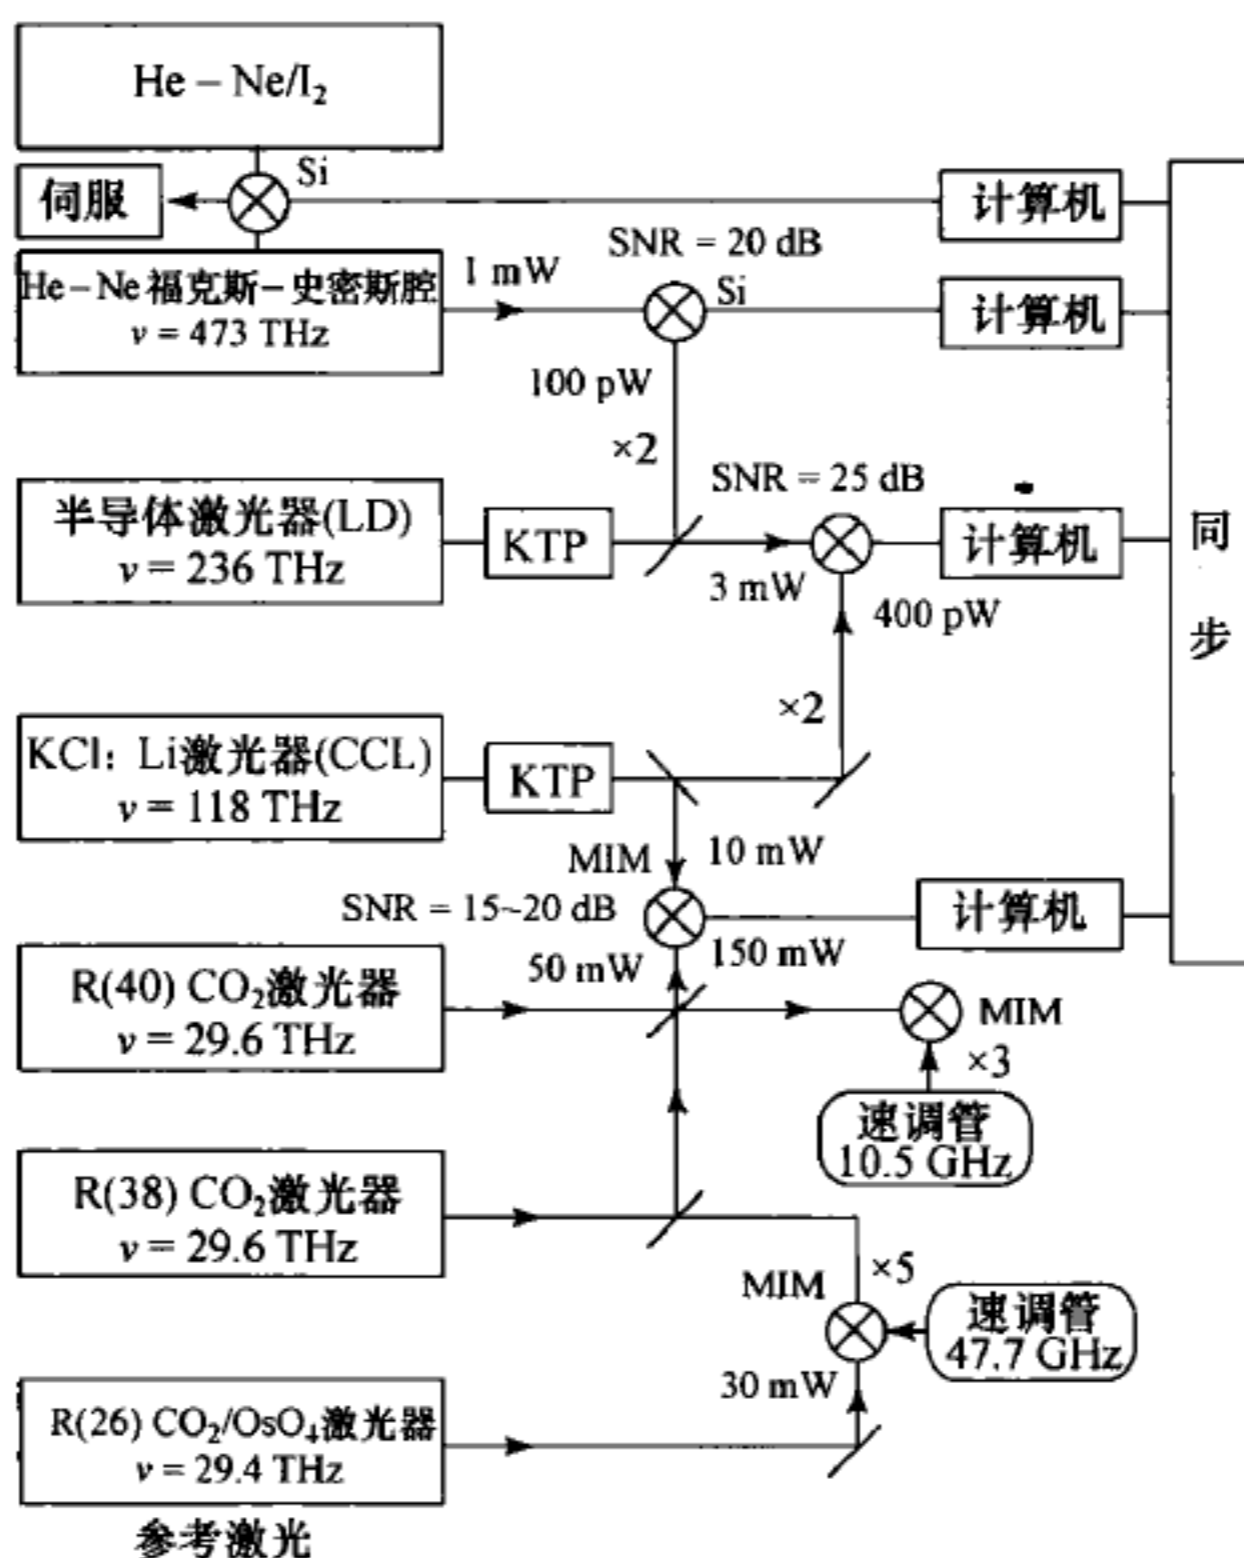 He – Ne/I₂
Si
伺服
计算机
SNR = 20 dB
He – Ne 福克斯 – 史密斯腔
ν = 473 THz
1 mW
Si
计算机
100 pW
×2
SNR = 25 dB
半导体激光器(LD)
ν = 236 THz
KTP
计算机
3 mW
400 pW
同
步
×2
KCl: Li激光器(CCL)
ν = 118 THz
KTP
MIM
10 mW
SNR = 15~20 dB
计算机
50 mW
150 mW
R(40) CO₂激光器
ν = 29.6 THz
MIM
×3
速调管
10.5 GHz
R(38) CO₂激光器
ν = 29.6 THz
×5
MIM
速调管
47.7 GHz
30 mW
R(26) CO₂/OsO₄激光器
ν = 29.4 THz
参考激光